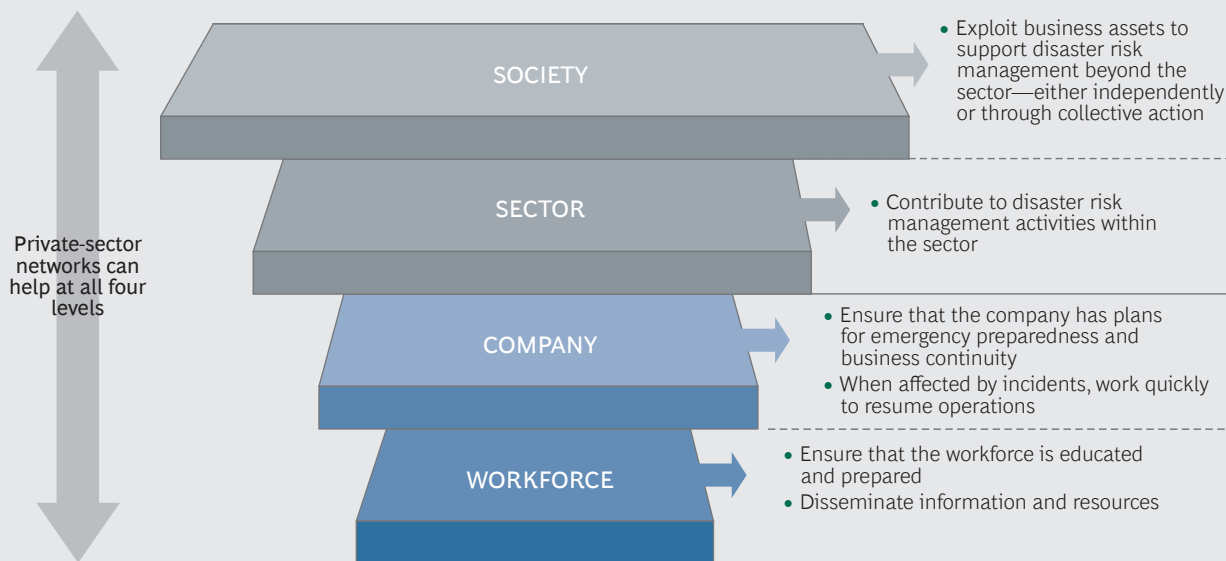 Private-sector
networks can
help at all four
levels
SOCIETY
• Exploit business assets to
support disaster risk
management beyond the
sector—either independently
or through collective action
SECTOR
• Contribute to disaster risk
management activities within
the sector
COMPANY
• Ensure that the company has plans
for emergency preparedness and
business continuity
• When affected by incidents, work quickly
to resume operations
WORKFORCE
• Ensure that the workforce is educated
and prepared
• Disseminate information and resources